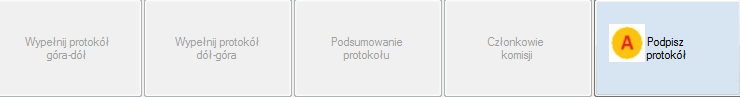 Wypełnij protokół
góra-dół
Wypełnij protokół
dół-góra
Podsumowanie
protokołu
Członkowie
komisji
A
Podpisz
protokół